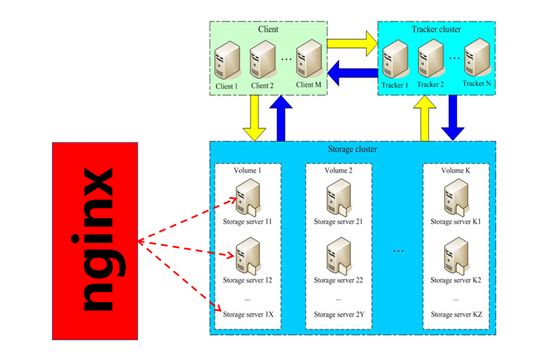 Client
Client 1
Client 2
...
Client M
Tracker cluster
Tracker 1
Tracker 2
...
Tracker N
nginx
Storage cluster
Volume 1
Storage server 11
Storage server 12
...
Storage server 1X
Volume 2
Storage server 21
Storage server 22
...
Storage server 2Y
...
Volume K
Storage server K1
Storage server K2
...
Storage server KZ